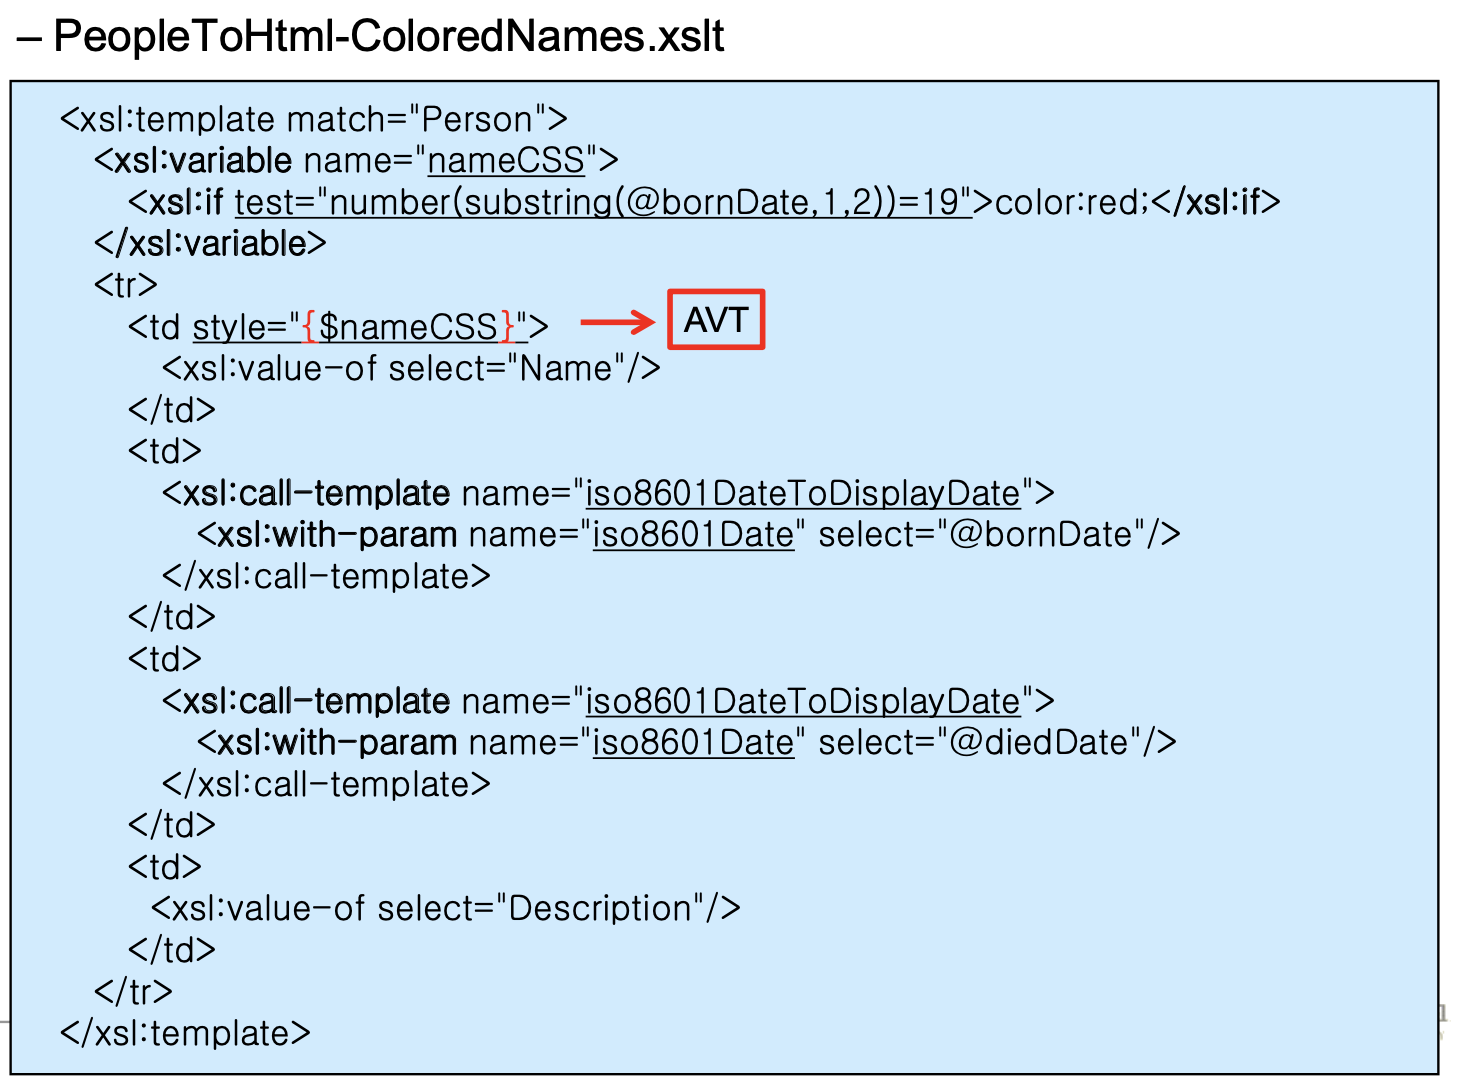 – PeopleToHtml-ColoredNames.xslt
<xsl:template match="Person">
<xsl:variable name="nameCSS">
<xsl:if test="number(substring(@bornDate,1,2))=19">color:red;</xsl:if>
</xsl:variable>
<tr>
<td style="{$nameCSS}"> AVT
<xsl:value-of select="Name"/>
</td>
<td>
<xsl:call-template name="iso8601DateToDisplayDate">
<xsl:with-param name="iso8601Date" select="@bornDate"/>
</xsl:call-template>
</td>
<td>
<xsl:call-template name="iso8601DateToDisplayDate">
<xsl:with-param name="iso8601Date" select="@diedDate"/>
</xsl:call-template>
</td>
<td>
<xsl:value-of select="Description"/>
</td>
</tr>
</xsl:template>